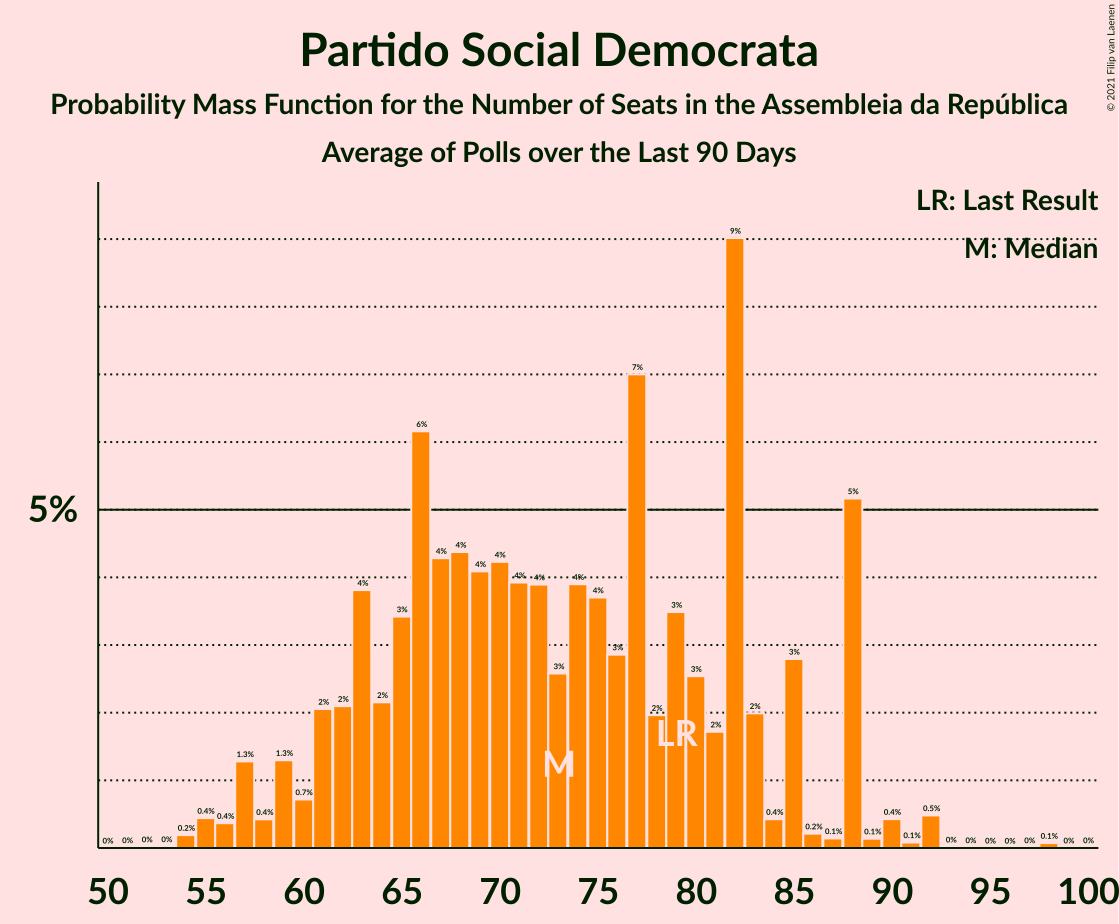 Partido Social Democrata
Probability Mass Function for the Number of Seats in the Assembleia da República
Average of Polls over the Last 90 Days
© 2021 Filip van Laenen
LR: Last Result
M: Median
5%
0% 0% 0% 0% 0.2% 0.4% 0.4% 1.3% 0.4% 1.3% 0.7% 2% 2% 4% 2% 3% 6% 4% 4% 4% 4% 4% 4% 3% 4% 4% 3% 7% 2% 3% 3% 2% 9% 2% 0.4% 3% 0.2% 0.1% 5% 0.1% 0.4% 0.1% 0.5% 0% 0% 0% 0% 0% 0.1% 0% 0%
LR
M
50 55 60 65 70 75 80 85 90 95 100